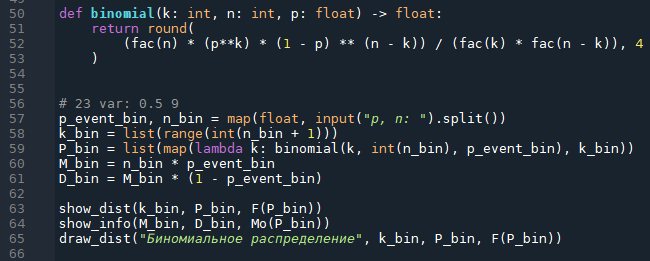 50 def binomial(k: int, n: int, p: float) -> float:
51     return round(
52         (fac(n) * (p**k) * (1 - p) ** (n - k)) / (fac(k) * fac(n - k)), 4
53     )
54
55
56 # 23 var: 0.5 9
57 p_event_bin, n_bin = map(float, input("p, n: ").split())
58 k_bin = list(range(int(n_bin + 1)))
59 P_bin = list(map(lambda k: binomial(k, int(n_bin), p_event_bin), k_bin))
60 M_bin = n_bin * p_event_bin
61 D_bin = M_bin * (1 - p_event_bin)
62
63 show_dist(k_bin, P_bin, F(P_bin))
64 show_info(M_bin, D_bin, Mo(P_bin))
65 draw_dist("Биномиальное распределение", k_bin, P_bin, F(P_bin))
66